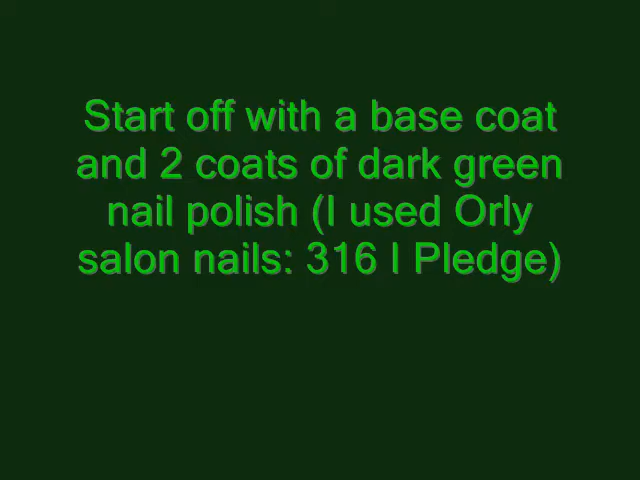 Start off with a base coat
and 2 coats of dark green
nail polish (I used Orly
salon nails: 316 I Pledge)